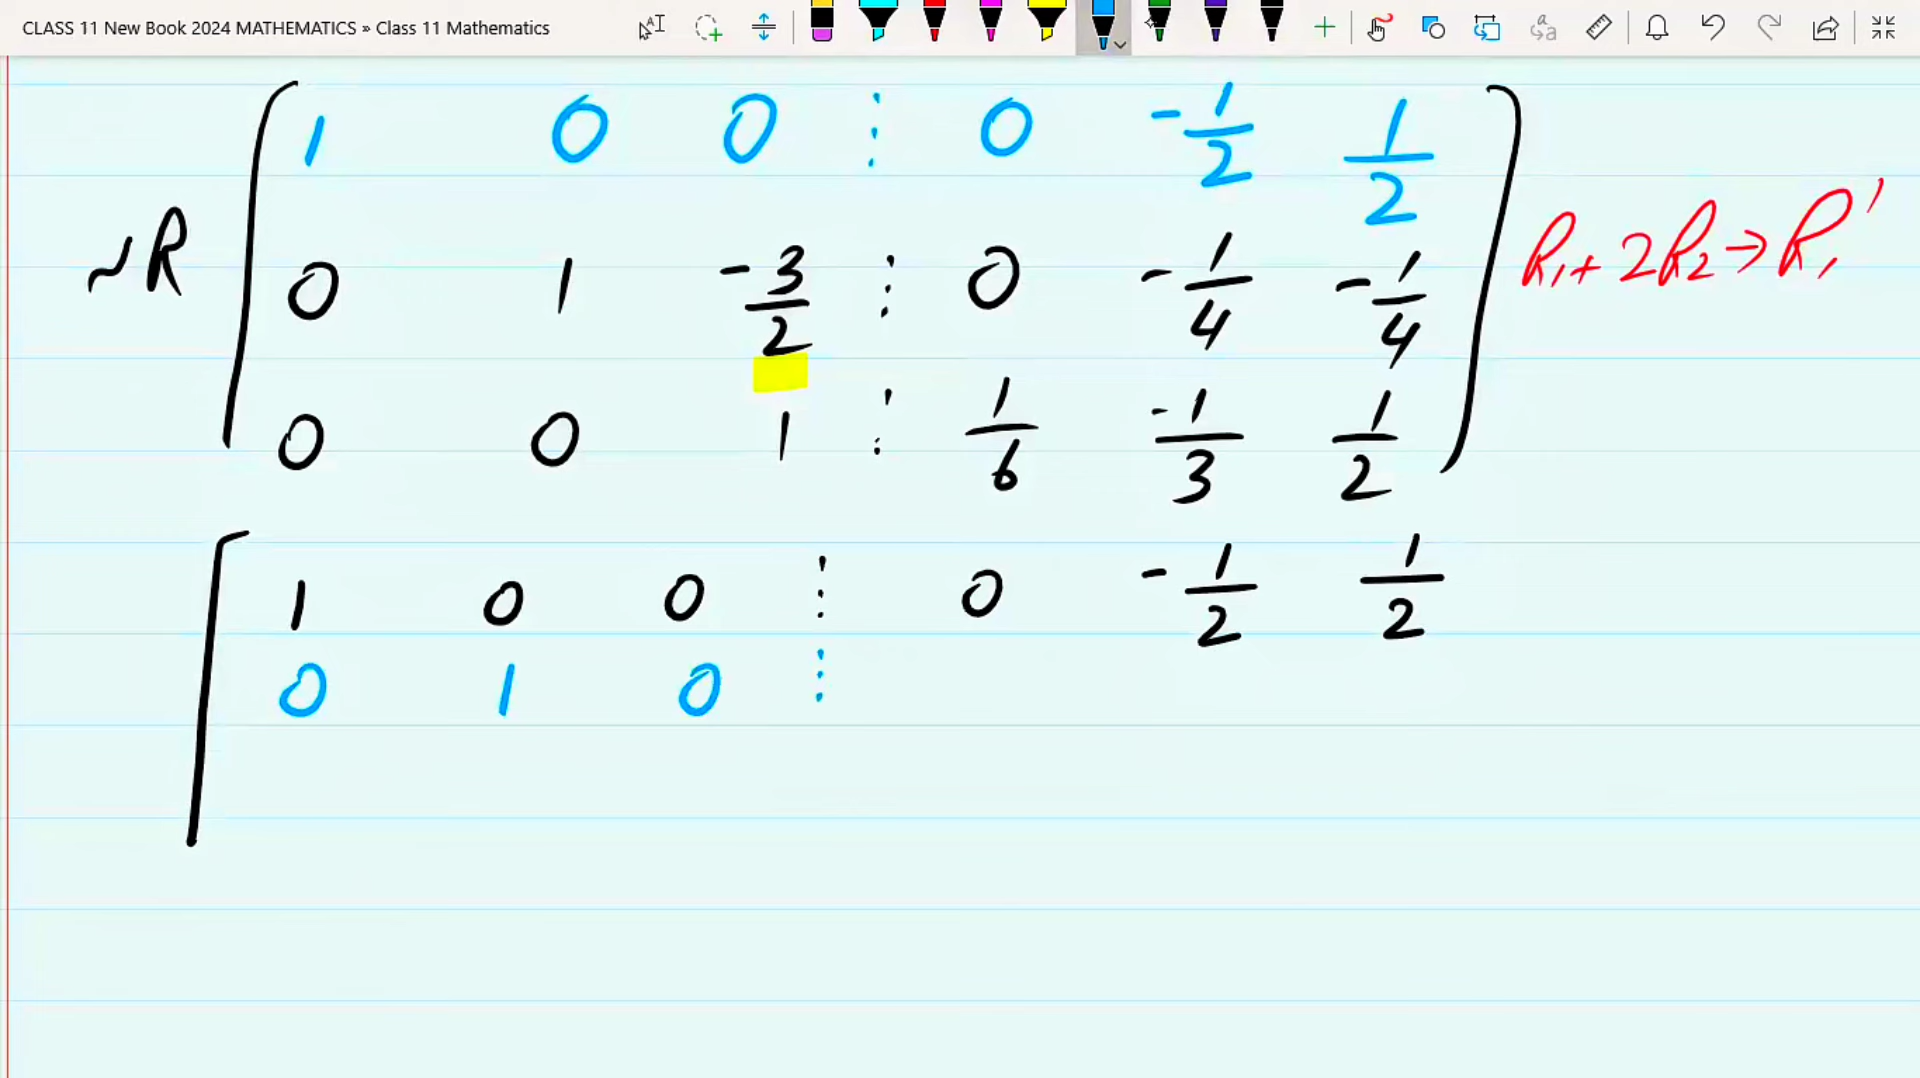 CLASS 11 New Book 2024 MATHEMATICS » Class 11 Mathematics
1 0 0 ⋮ 0 -1/2 1/2
~R 0 1 -3/2 ⋮ 0 -1/4 -1/4 R₁+2R₂→R₁'
0 0 1 ⋮ 1/6 -1/3 1/2
1 0 0 ⋮ 0 -1/2 1/2
0 1 0 ⋮